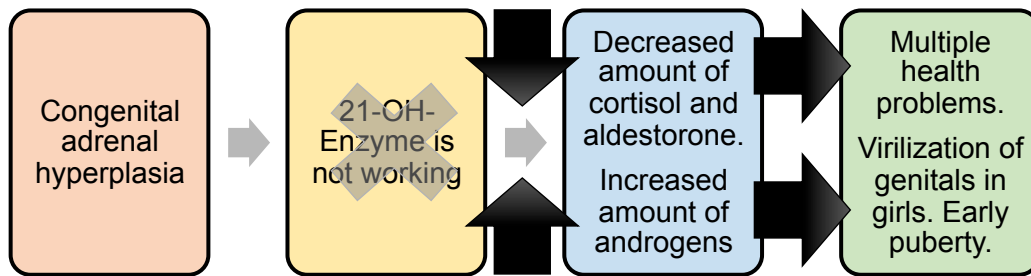 Congenital
adrenal
hyperplasia
21-OH-
Enzyme is
not working
Decreased
amount of
cortisol and
aldestorone.
Increased
amount of
androgens
Multiple
health
problems.
Virilization of
genitals in
girls. Early
puberty.